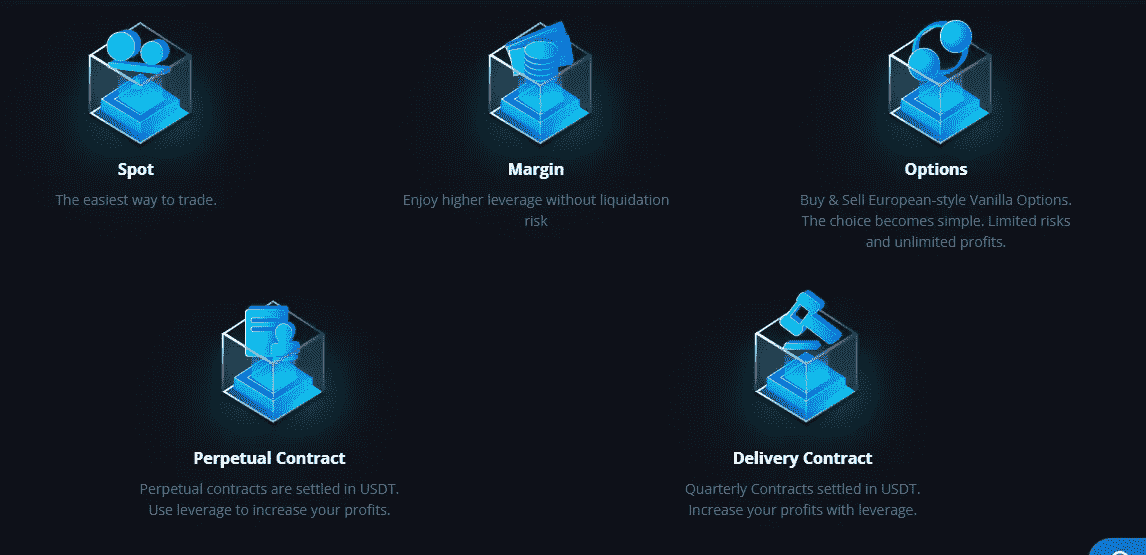 Spot
The easiest way to trade.
Margin
Enjoy higher leverage without liquidation
risk
Options
Buy & Sell European-style Vanilla Options.
The choice becomes simple. Limited risks
and unlimited profits.
Perpetual Contract
Perpetual contracts are settled in USDT.
Use leverage to increase your profits.
Delivery Contract
Quarterly Contracts settled in USDT.
Increase your profits with leverage.